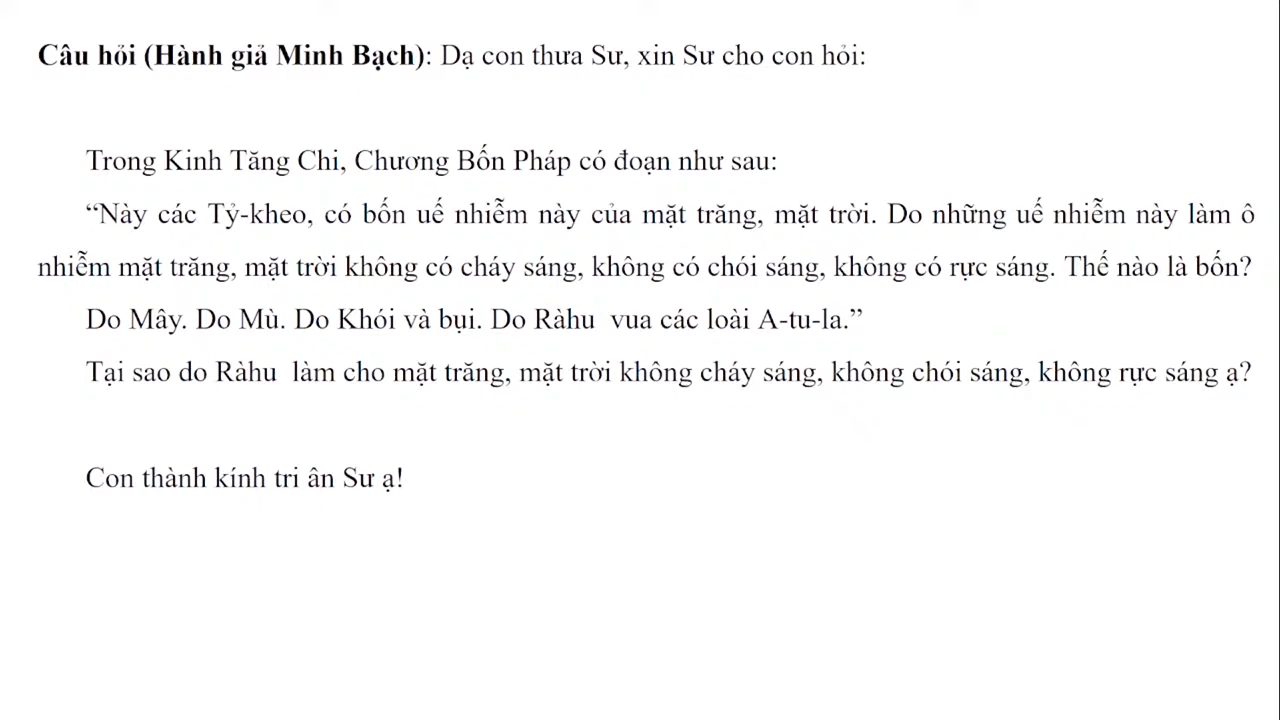 Câu hỏi (Hành giả Minh Bạch): Dạ con thưa Sư, xin Sư cho con hỏi:
Trong Kinh Tăng Chi, Chương Bốn Pháp có đoạn như sau:
“Này các Tỷ-kheo, có bốn uế nhiễm này của mặt trăng, mặt trời. Do những uế nhiễm này làm ô
nhiễm mặt trăng, mặt trời không có cháy sáng, không có chói sáng, không có rực sáng. Thế nào là bốn?
Do Mây. Do Mù. Do Khói và bụi. Do Ràhu vua các loài A-tu-la.”
Tại sao do Ràhu làm cho mặt trăng, mặt trời không cháy sáng, không chói sáng, không rực sáng ạ?
Con thành kính tri ân Sư ạ!